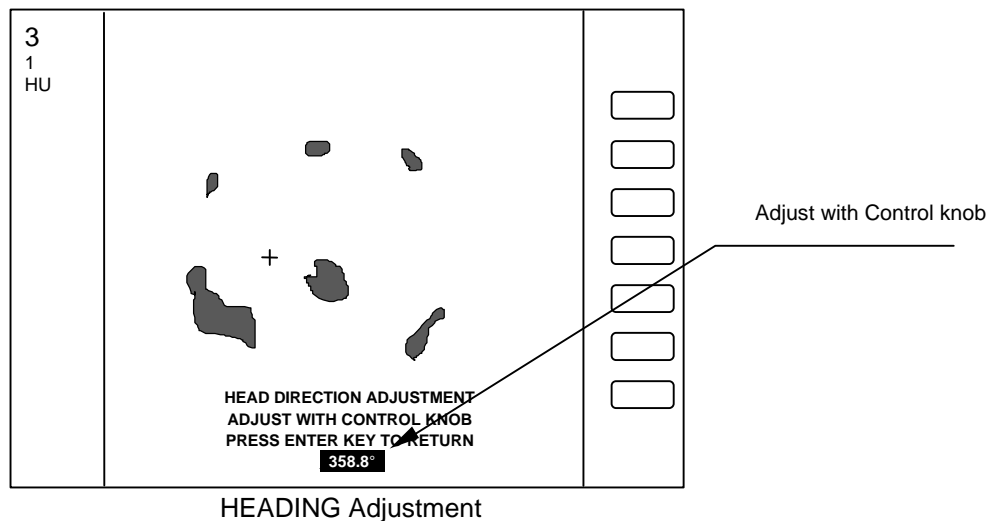 3
1
HU
Adjust with Control knob
HEAD DIRECTION ADJUSTMENT
ADJUST WITH CONTROL KNOB
PRESS ENTER KEY TO RETURN
358.8°
HEADING Adjustment